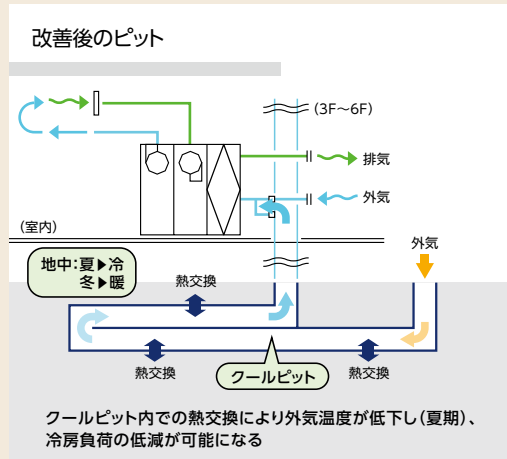 改善後のピット
(3F〜6F)
排気
外気
(室内)
外気
地中:夏▶冷
冬▶暖
熱交換
熱交換
クールピット
熱交換
クールピット内での熱交換により外気温度が低下し(夏期)、
冷房負荷の低減が可能になる